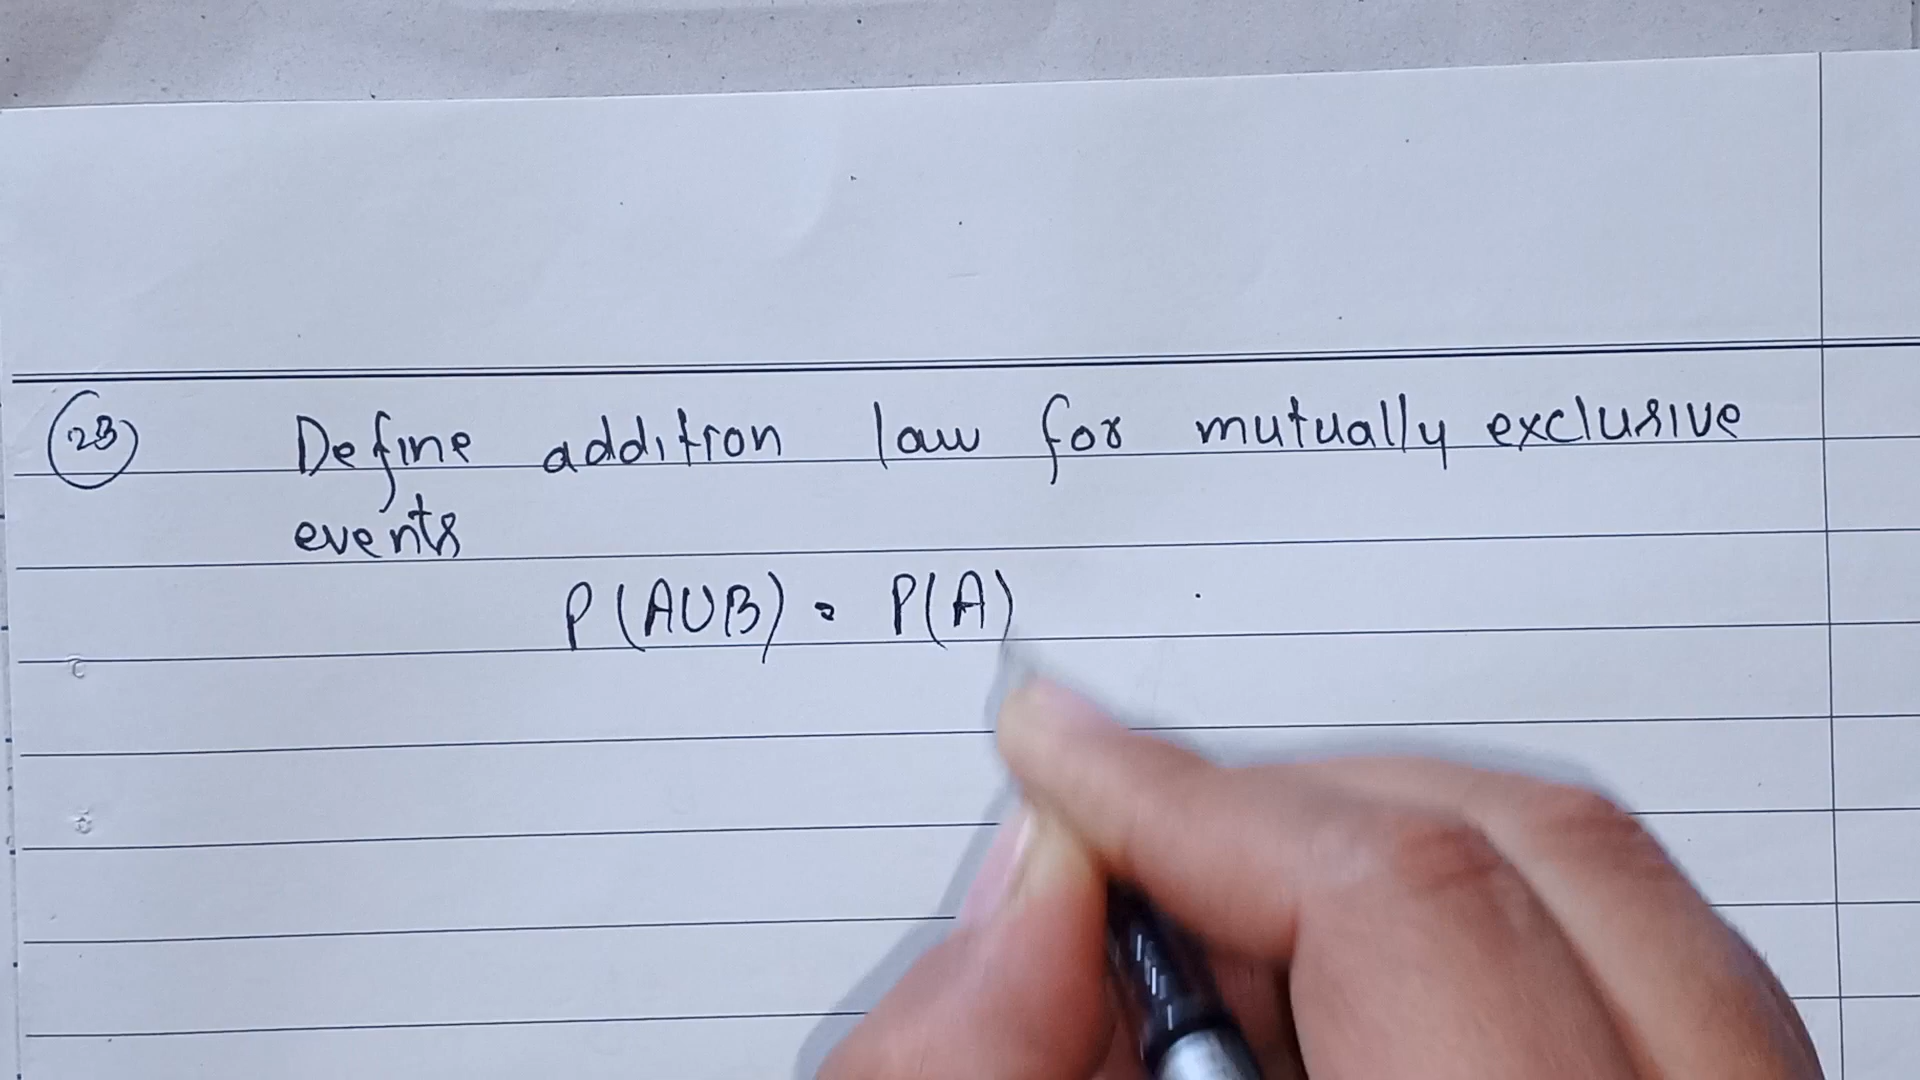 23 Define addition law for mutually exclusive
events
P(A∪B) = P(A)